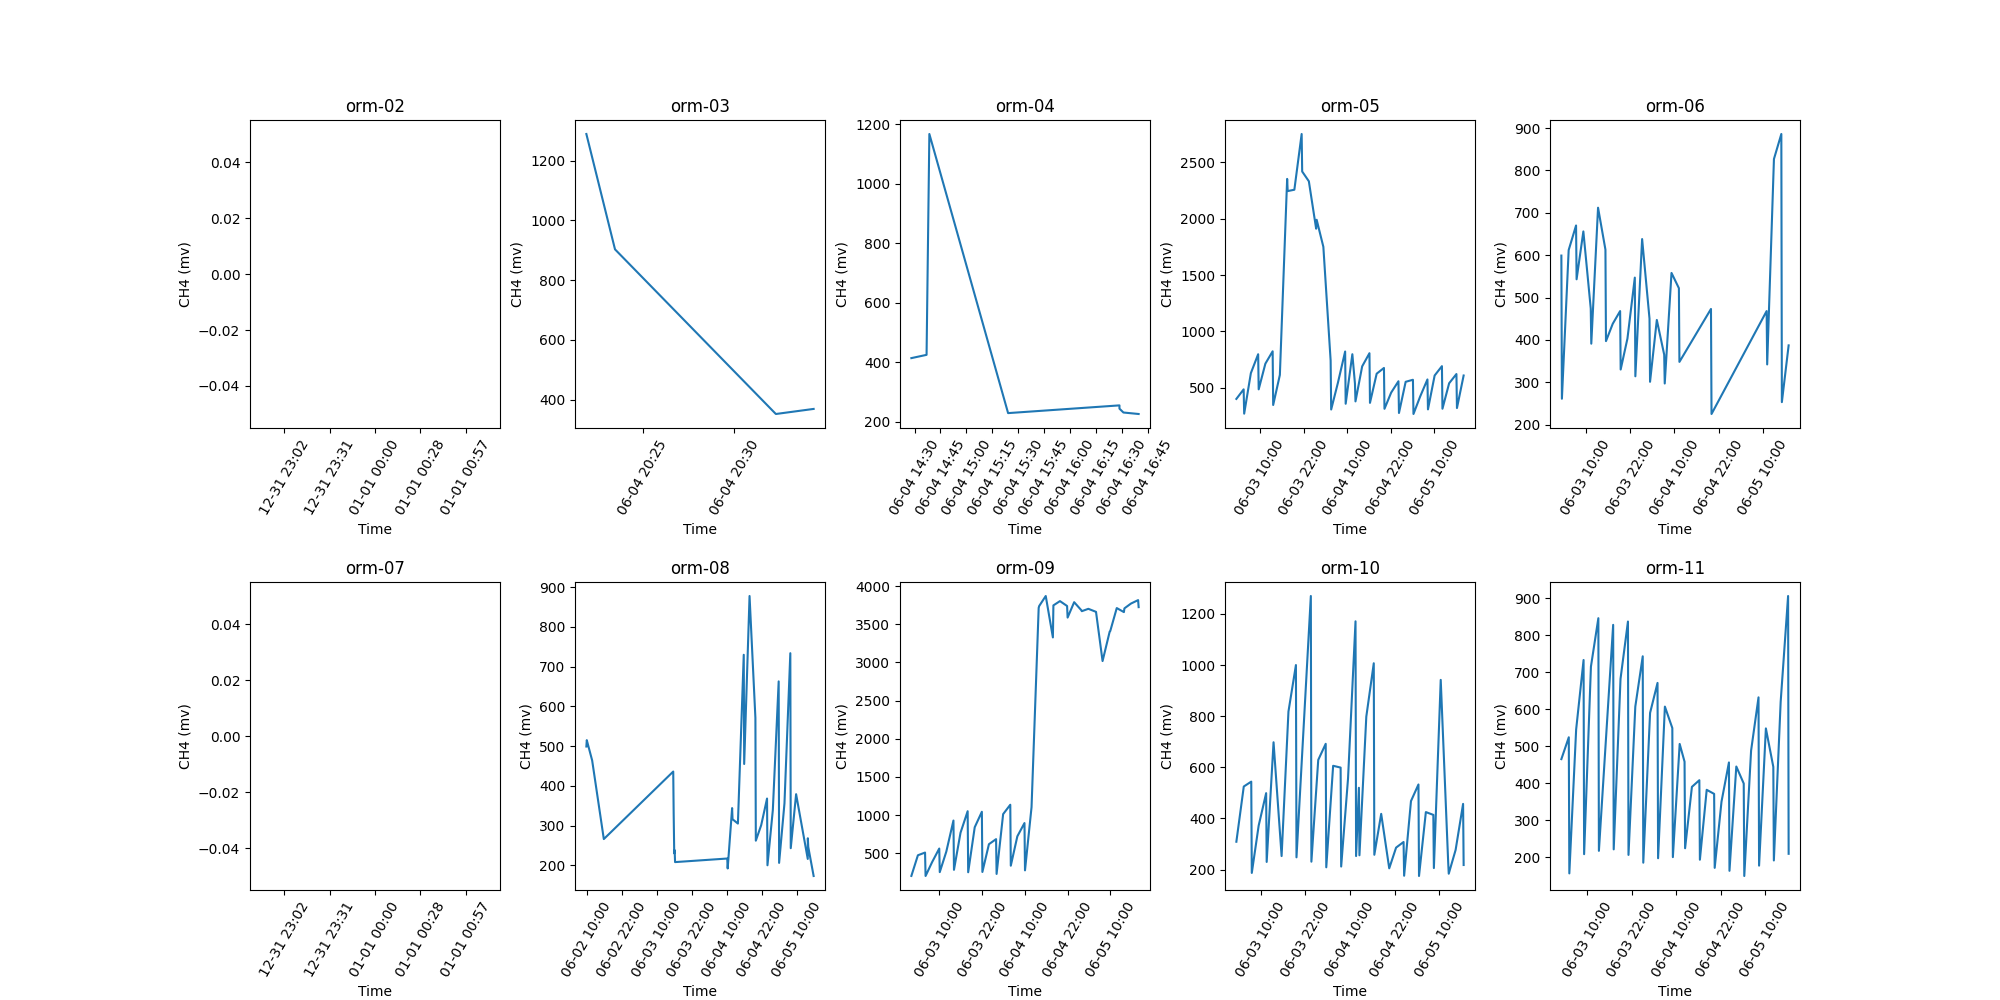 orm-02 orm-03 orm-04 orm-05 orm-06
CH4 (mv)
0.04
0.02
0.00
−0.02
−0.04
12-31 23:02 12-31 23:31 01-01 00:00 01-01 00:28 01-01 00:57
Time
CH4 (mv)
1200
1000
800
600
400
06-04 20:25 06-04 20:30
Time
CH4 (mv)
1200
1000
800
600
400
200
06-04 14:30 06-04 14:45 06-04 15:00 06-04 15:15 06-04 15:30 06-04 15:45 06-04 16:00 06-04 16:15 06-04 16:30 06-04 16:45
Time
CH4 (mv)
2500
2000
1500
1000
500
06-03 10:00 06-03 22:00 06-04 10:00 06-04 22:00 06-05 10:00
Time
CH4 (mv)
900
800
700
600
500
400
300
200
06-03 10:00 06-03 22:00 06-04 10:00 06-04 22:00 06-05 10:00
Time
orm-07 orm-08 orm-09 orm-10 orm-11
CH4 (mv)
0.04
0.02
0.00
−0.02
−0.04
12-31 23:02 12-31 23:31 01-01 00:00 01-01 00:28 01-01 00:57
Time
CH4 (mv)
900
800
700
600
500
400
300
200
06-02 10:00 06-02 22:00 06-03 10:00 06-03 22:00 06-04 10:00 06-04 22:00 06-05 10:00
Time
CH4 (mv)
4000
3500
3000
2500
2000
1500
1000
500
06-03 10:00 06-03 22:00 06-04 10:00 06-04 22:00 06-05 10:00
Time
CH4 (mv)
1200
1000
800
600
400
200
06-03 10:00 06-03 22:00 06-04 10:00 06-04 22:00 06-05 10:00
Time
CH4 (mv)
900
800
700
600
500
400
300
200
06-03 10:00 06-03 22:00 06-04 10:00 06-04 22:00 06-05 10:00
Time